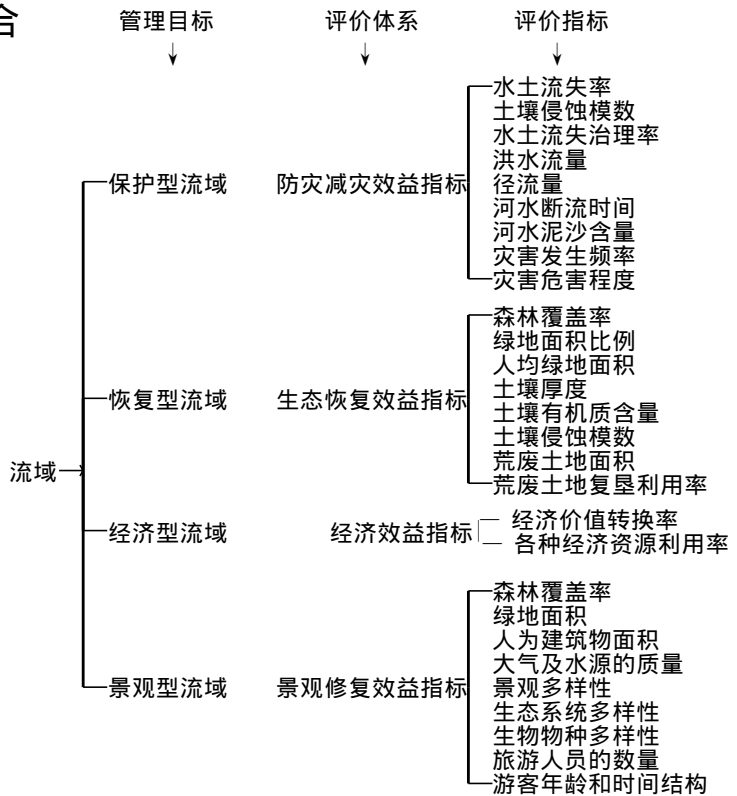 合
管理目标 评价体系 评价指标
水土流失率
土壤侵蚀模数
水土流失治理率
洪水流量
保护型流域 防灾减灾效益指标 径流量
河水断流时间
河水泥沙含量
灾害发生频率
灾害危害程度
森林覆盖率
绿地面积比例
人均绿地面积
土壤厚度
恢复型流域 生态恢复效益指标 土壤有机质含量
土壤侵蚀模数
荒废土地面积
流域
荒废土地复垦利用率
经济型流域 经济效益指标 经济价值转换率
各种经济资源利用率
森林覆盖率
绿地面积
人为建筑物面积
大气及水源的质量
景观型流域 景观修复效益指标 景观多样性
生态系统多样性
生物物种多样性
旅游人员的数量
游客年龄和时间结构